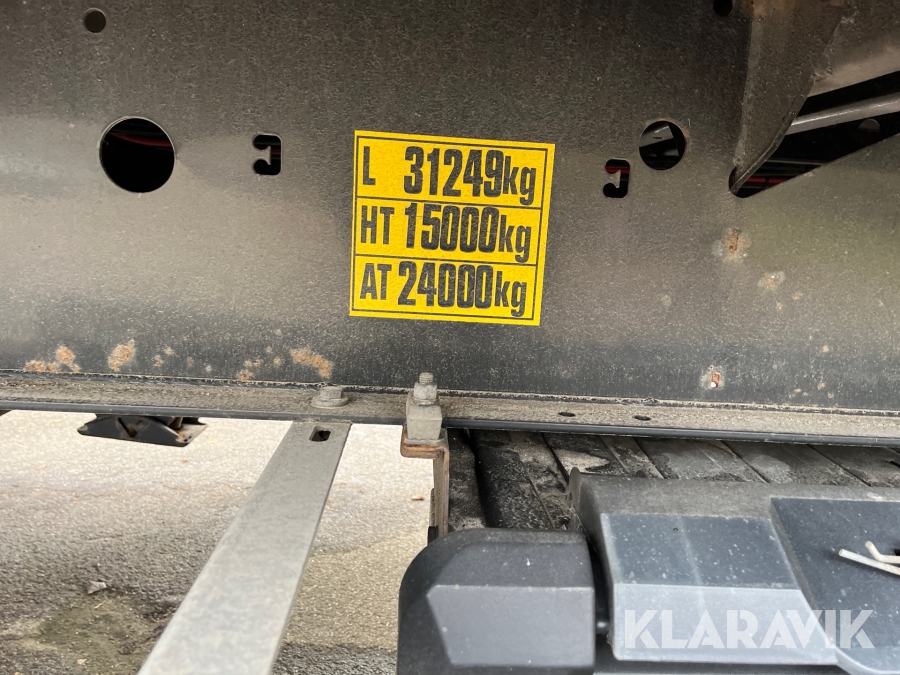 L 31249kg
HT 15000kg
AT 24000kg
KLARAVIK